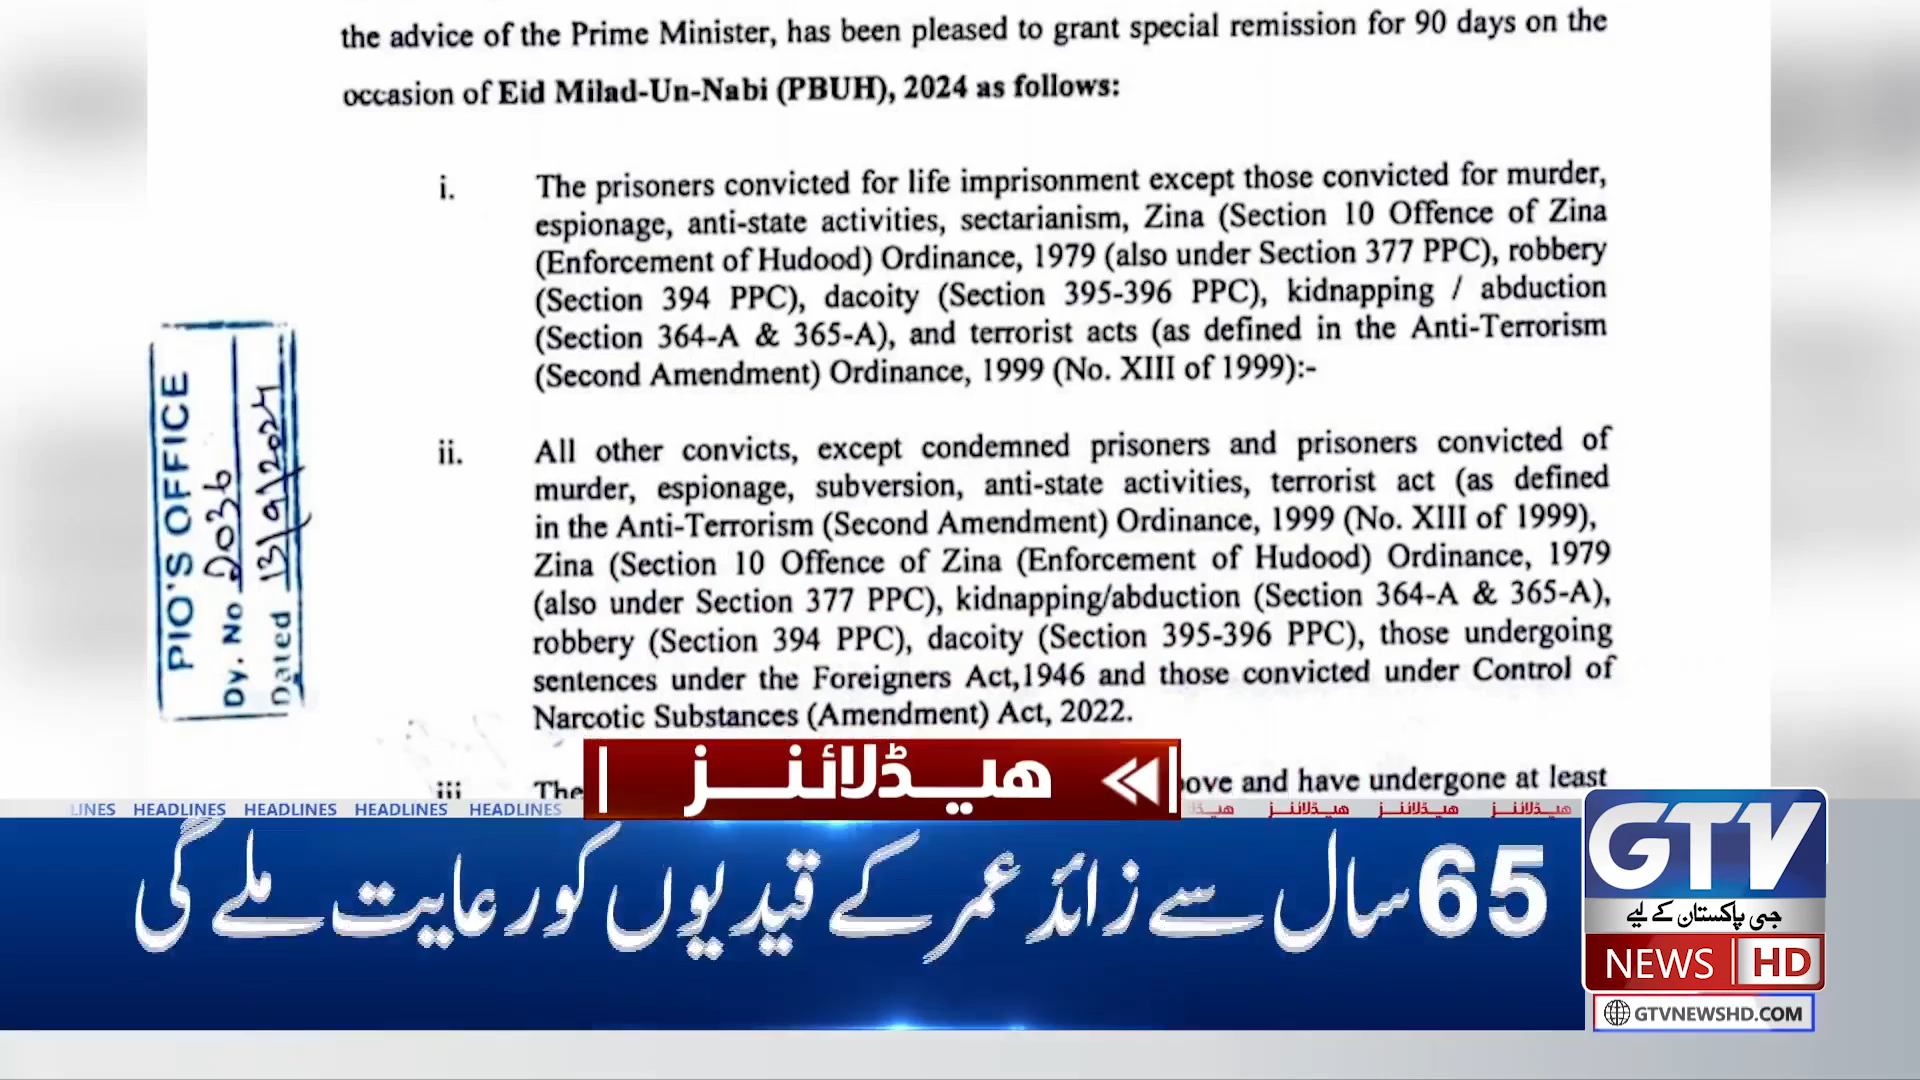 the advice of the Prime Minister, has been pleased to grant special remission for 90 days on the
occasion of Eid Milad-Un-Nabi (PBUH), 2024 as follows:
i. The prisoners convicted for life imprisonment except those convicted for murder,
espionage, anti-state activities, sectarianism, Zina (Section 10 Offence of Zina
(Enforcement of Hudood) Ordinance, 1979 (also under Section 377 PPC), robbery
(Section 394 PPC), dacoity (Section 395-396 PPC), kidnapping / abduction
(Section 364-A & 365-A), and terrorist acts (as defined in the Anti-Terrorism
(Second Amendment) Ordinance, 1999 (No. XIII of 1999):-
ii. All other convicts, except condemned prisoners and prisoners convicted of
murder, espionage, subversion, anti-state activities, terrorist act (as defined
in the Anti-Terrorism (Second Amendment) Ordinance, 1999 (No. XIII of 1999),
Zina (Section 10 Offence of Zina (Enforcement of Hudood) Ordinance, 1979
(also under Section 377 PPC), kidnapping/abduction (Section 364-A & 365-A),
robbery (Section 394 PPC), dacoity (Section 395-396 PPC), those undergoing
sentences under the Foreigners Act,1946 and those convicted under Control of
Narcotic Substances (Amendment) Act, 2022.
iii The
ove and have undergone at least
PIO'S OFFICE
Dy. No 2036
Dated 13/9/2024
ھیڈلائنز
LINES HEADLINES HEADLINES HEADLINES HEADLINES
ھیڈلائنز ھیڈلائنز ھیڈلائنز
65 سال سے زائد عمر کے قیدیوں کو رعایت ملے گی
GTV
جی پاکستان کے لیے
NEWS HD
GTVNEWSHD.COM